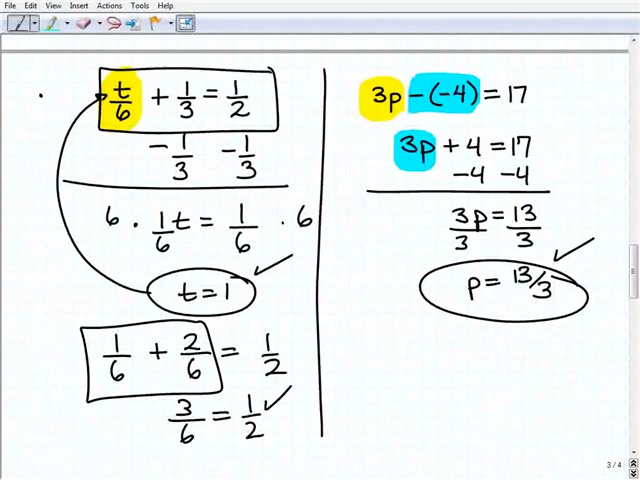 File Edit View Insert Actions Tools Help
t/6 + 1/3 = 1/2
- 1/3 - 1/3
6 · 1/6 t = 1/6 · 6
t = 1
1/6 + 2/6 = 1/2
3/6 = 1/2
3p - (-4) = 17
3p + 4 = 17
-4 -4
3p/3 = 13/3
p = 13/3
3 / 4